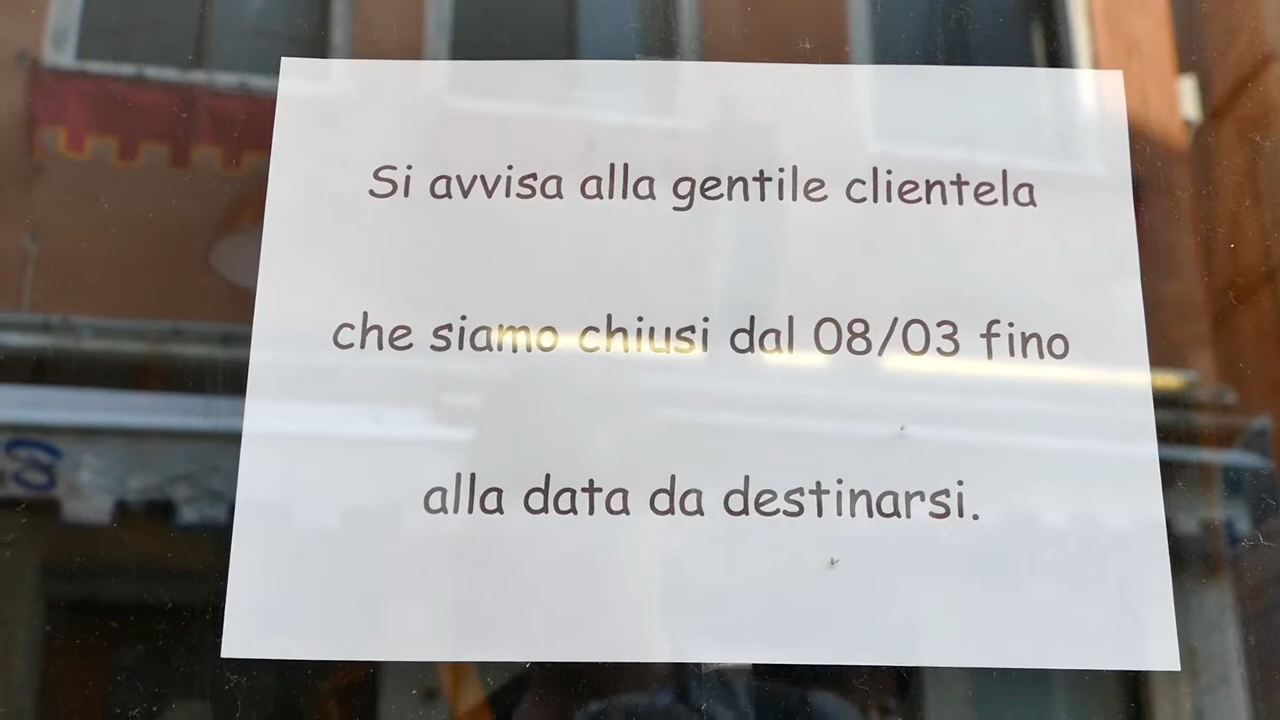 Si avvisa alla gentile clientela
che siamo chiusi dal 08/03 fino
alla data da destinarsi.